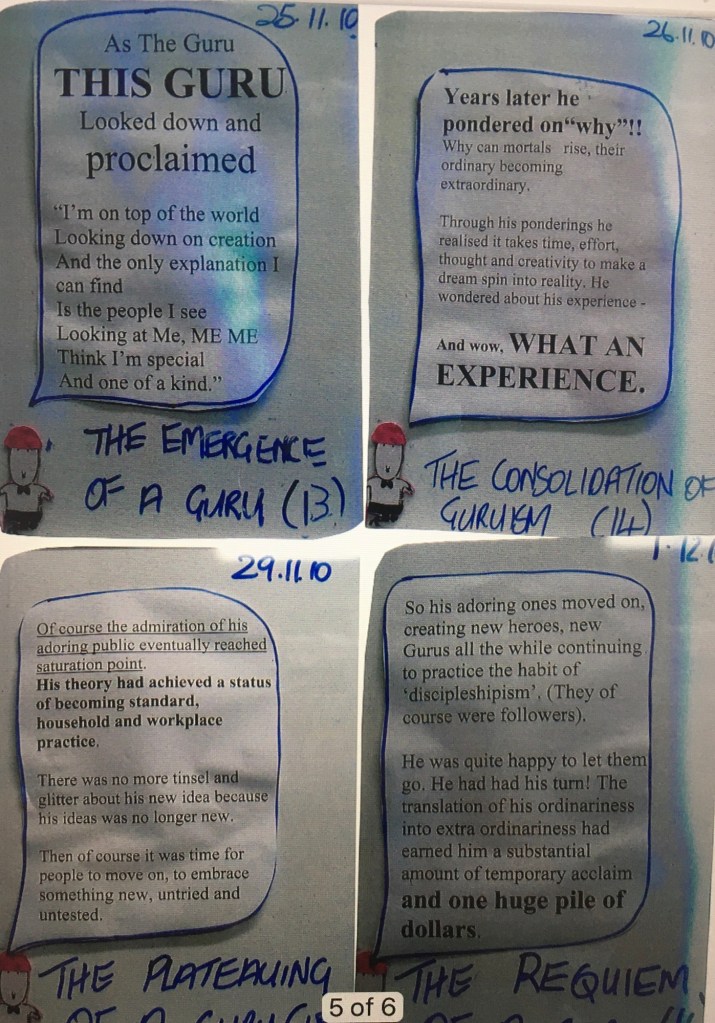 25.11.10
As The Guru
THIS GURU
Looked down and
proclaimed
“I’m on top of the world
Looking down on creation
And the only explanation I
can find
Is the people I see
Looking at Me, ME ME
Think I’m special
And one of a kind.”
THE EMERGENCE
OF A GURU (13)
26.11.10
Years later he
pondered on“why”!!
Why can mortals rise, their
ordinary becoming
extraordinary.
Through his ponderings he
realised it takes time, effort,
thought and creativity to make a
dream spin into reality. He
wondered about his experience -
And wow, WHAT AN
EXPERIENCE.
THE CONSOLIDATION OF
GURUISM (14)
29.11.10
Of course the admiration of his
adoring public eventually reached
saturation point.
His theory had achieved a status
of becoming standard,
household and workplace
practice.
There was no more tinsel and
glitter about his new idea because
his ideas was no longer new.
Then of course it was time for
people to move on, to embrace
something new, untried and
untested.
THE PLATEAUING
OF A
1.12.
So his adoring ones moved on,
creating new heroes, new
Gurus all the while continuing
to practice the habit of
‘discipleshipism’. (They of
course were followers).
He was quite happy to let them
go. He had had his turn! The
translation of his ordinariness
into extra ordinariness had
earned him a substantial
amount of temporary acclaim
and one huge pile of
dollars.
THE REQUIEM
5 of 6